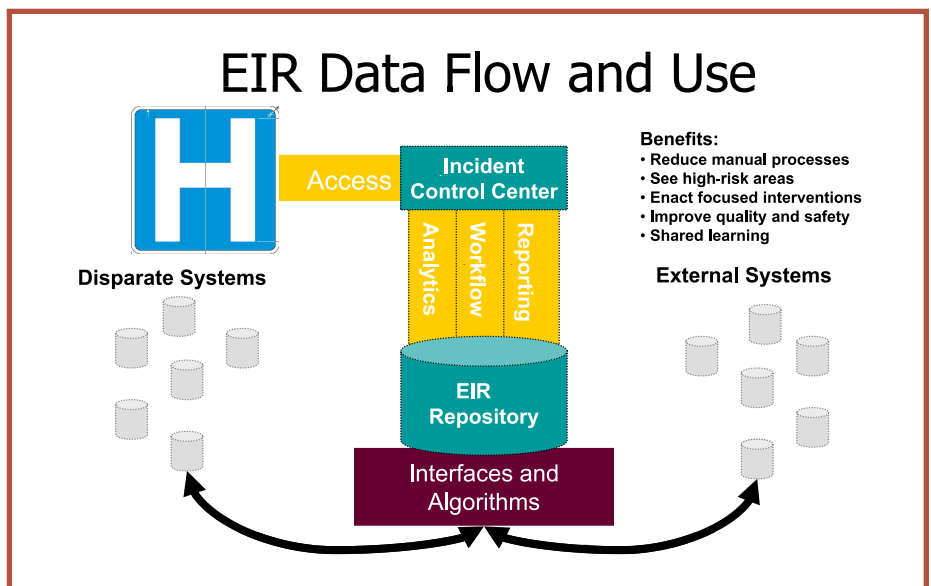 EIR Data Flow and Use
H
Access
Incident
Control Center
Analytics
Workflow
Reporting
Benefits:
• Reduce manual processes
• See high-risk areas
• Enact focused interventions
• Improve quality and safety
• Shared learning
Disparate Systems
External Systems
EIR
Repository
Interfaces and
Algorithms